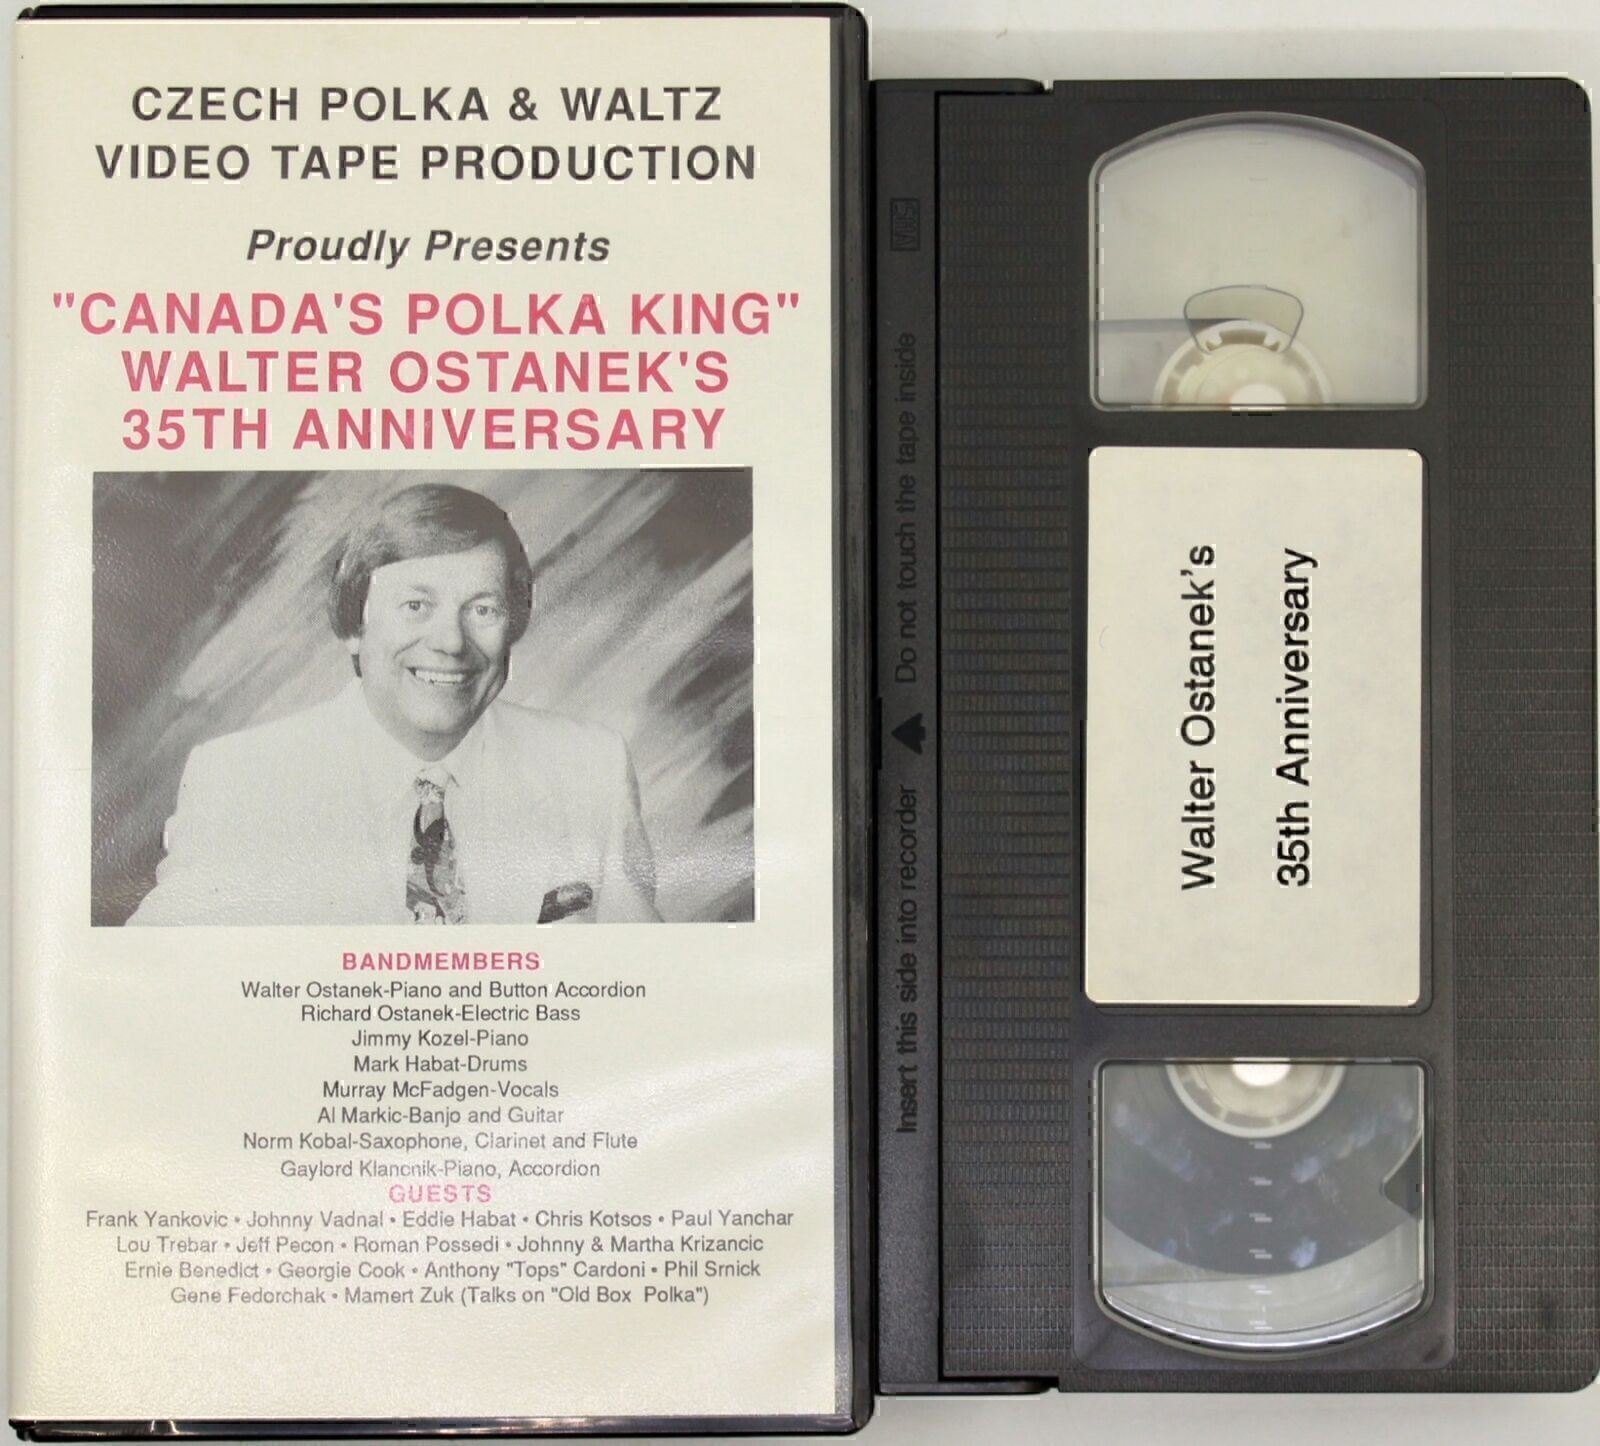 CZECH POLKA & WALTZ
VIDEO TAPE PRODUCTION
Proudly Presents
"CANADA'S POLKA KING"
WALTER OSTANEK'S
35TH ANNIVERSARY
BANDMEMBERS
Walter Ostanek-Piano and Button Accordion
Richard Ostanek-Electric Bass
Jimmy Kozel-Piano
Mark Habat-Drums
Murray McFadgen-Vocals
Al Markic-Banjo and Guitar
Norm Kobal-Saxophone, Clarinet and Flute
Gaylord Klancnik-Piano, Accordion
GUESTS
Frank Yankovic • Johnny Vadnal • Eddie Habat • Chris Kotsos • Paul Yanchar
Lou Trebar • Jeff Pecon • Roman Possedi • Johnny & Martha Krizancic
Ernie Benedict • Georgie Cook • Anthony "Tops" Cardoni • Phil Srnick
Gene Fedorchak • Mamert Zuk (Talks on "Old Box Polka")
VHS
Insert this side into recorder ▲ Do not touch the tape inside
Walter Ostanek's
35th Anniversary